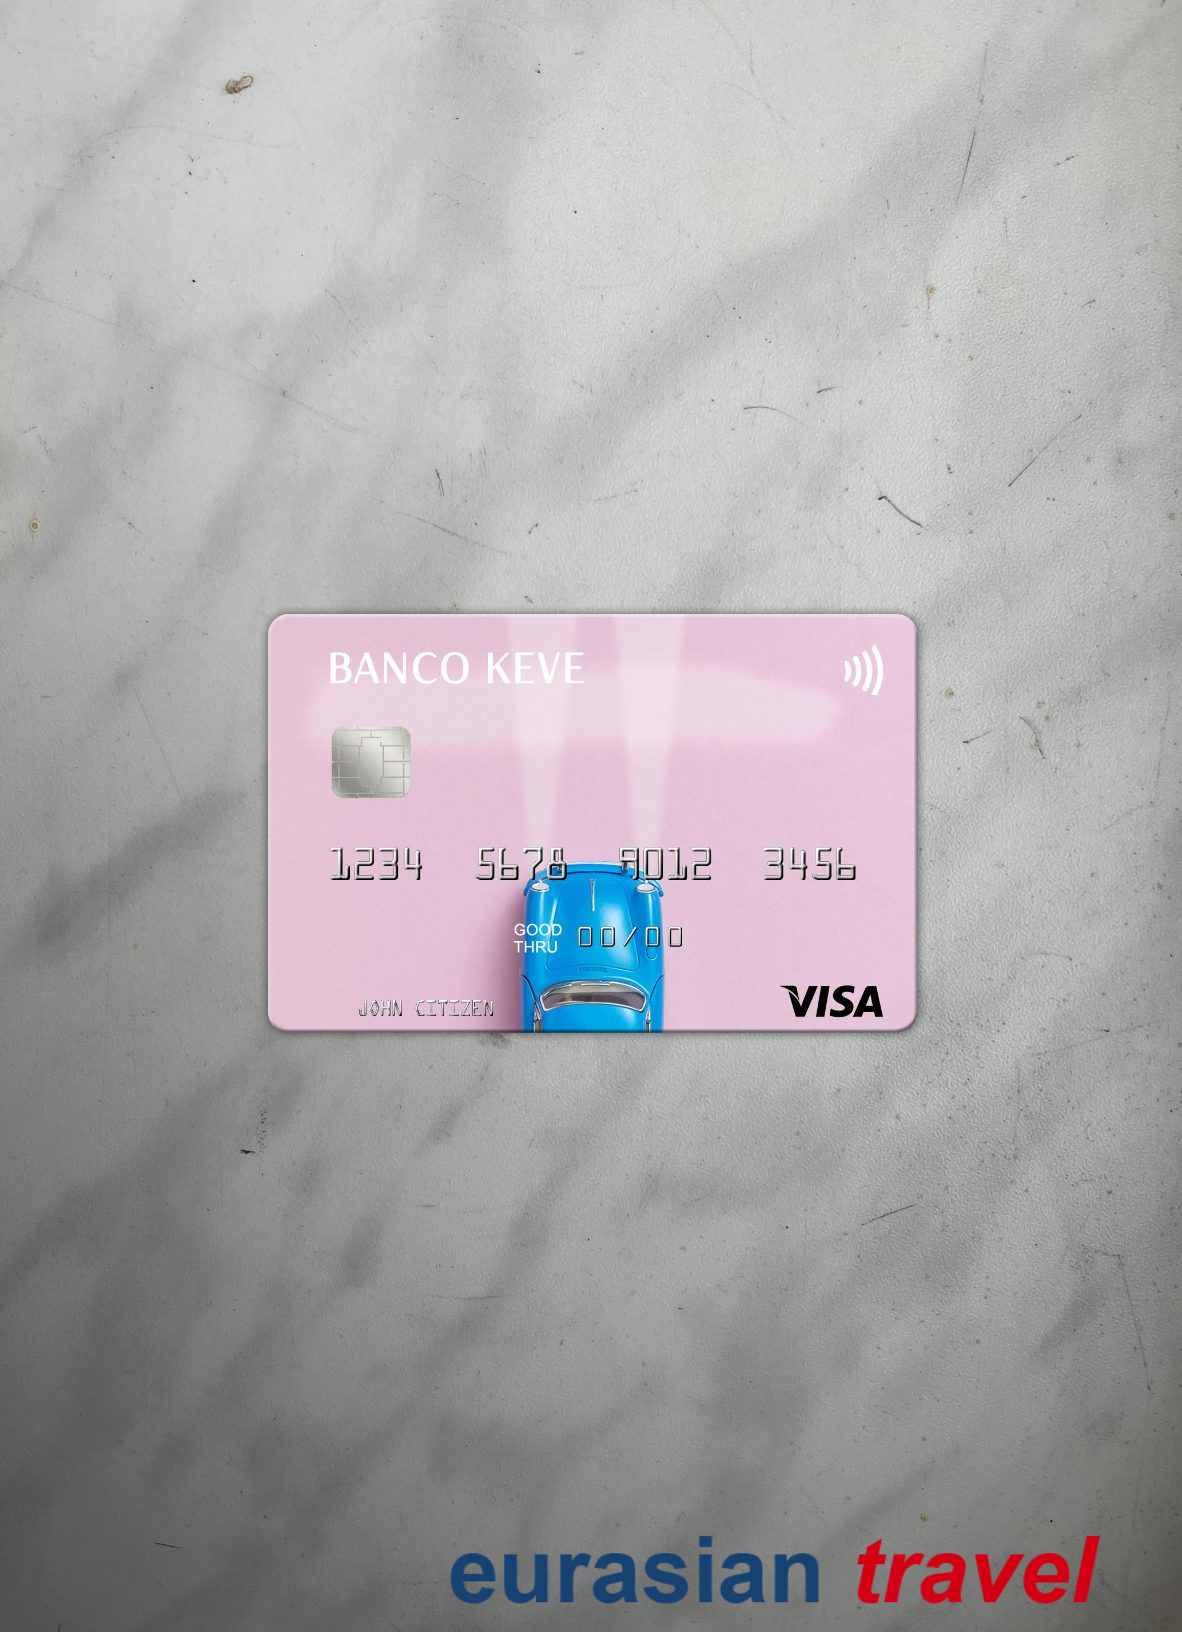 BANCO KEVE
1234 5678 9012 3456
GOOD
THRU 00/00
JOHN CITIZEN
VISA
eurasian travel